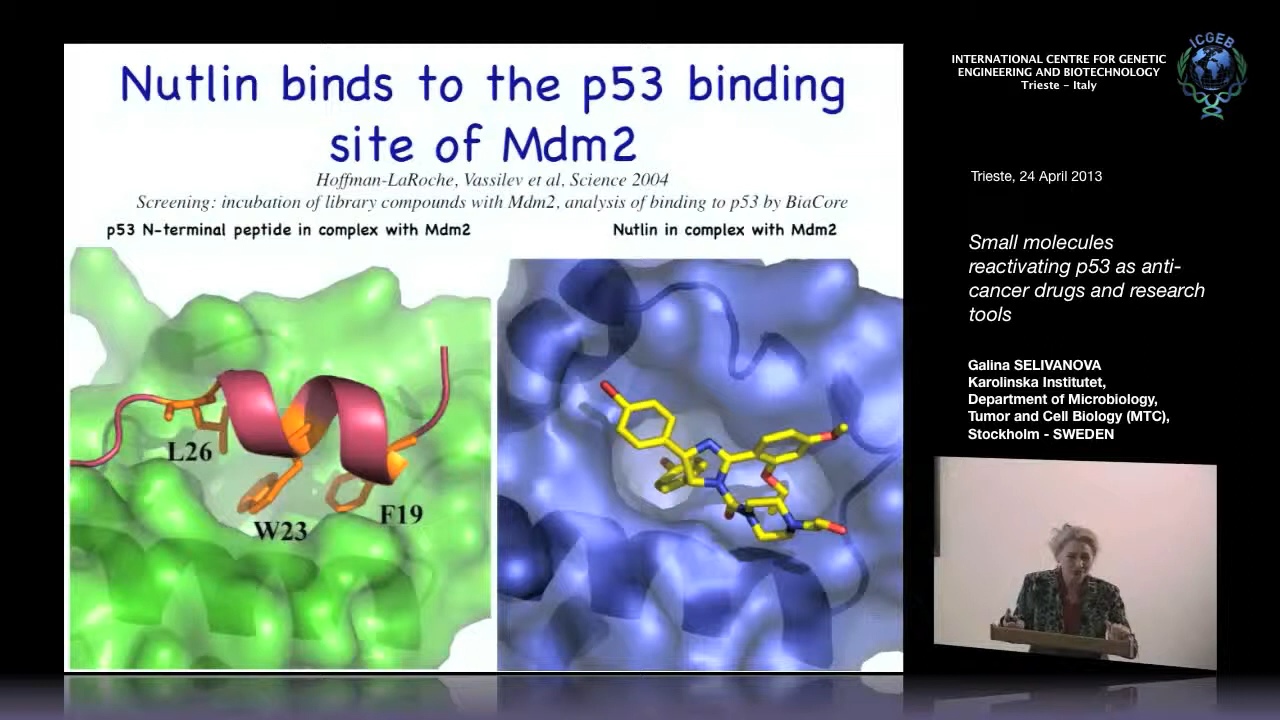 Nutlin binds to the p53 binding
site of Mdm2
Hoffman-LaRoche, Vassilev et al, Science 2004
Screening: incubation of library compounds with Mdm2, analysis of binding to p53 by BiaCore
p53 N-terminal peptide in complex with Mdm2
Nutlin in complex with Mdm2
L26
W23
F19
INTERNATIONAL CENTRE FOR GENETIC
ENGINEERING AND BIOTECHNOLOGY
Trieste - Italy
ICGEB
Trieste, 24 April 2013
Small molecules
reactivating p53 as anti-
cancer drugs and research
tools
Galina SELIVANOVA
Karolinska Institutet,
Department of Microbiology,
Tumor and Cell Biology (MTC),
Stockholm - SWEDEN